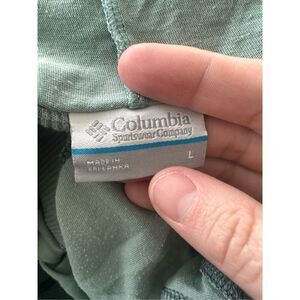 Columbia
Sportswear Company
MADE IN
SRI LANKA
L